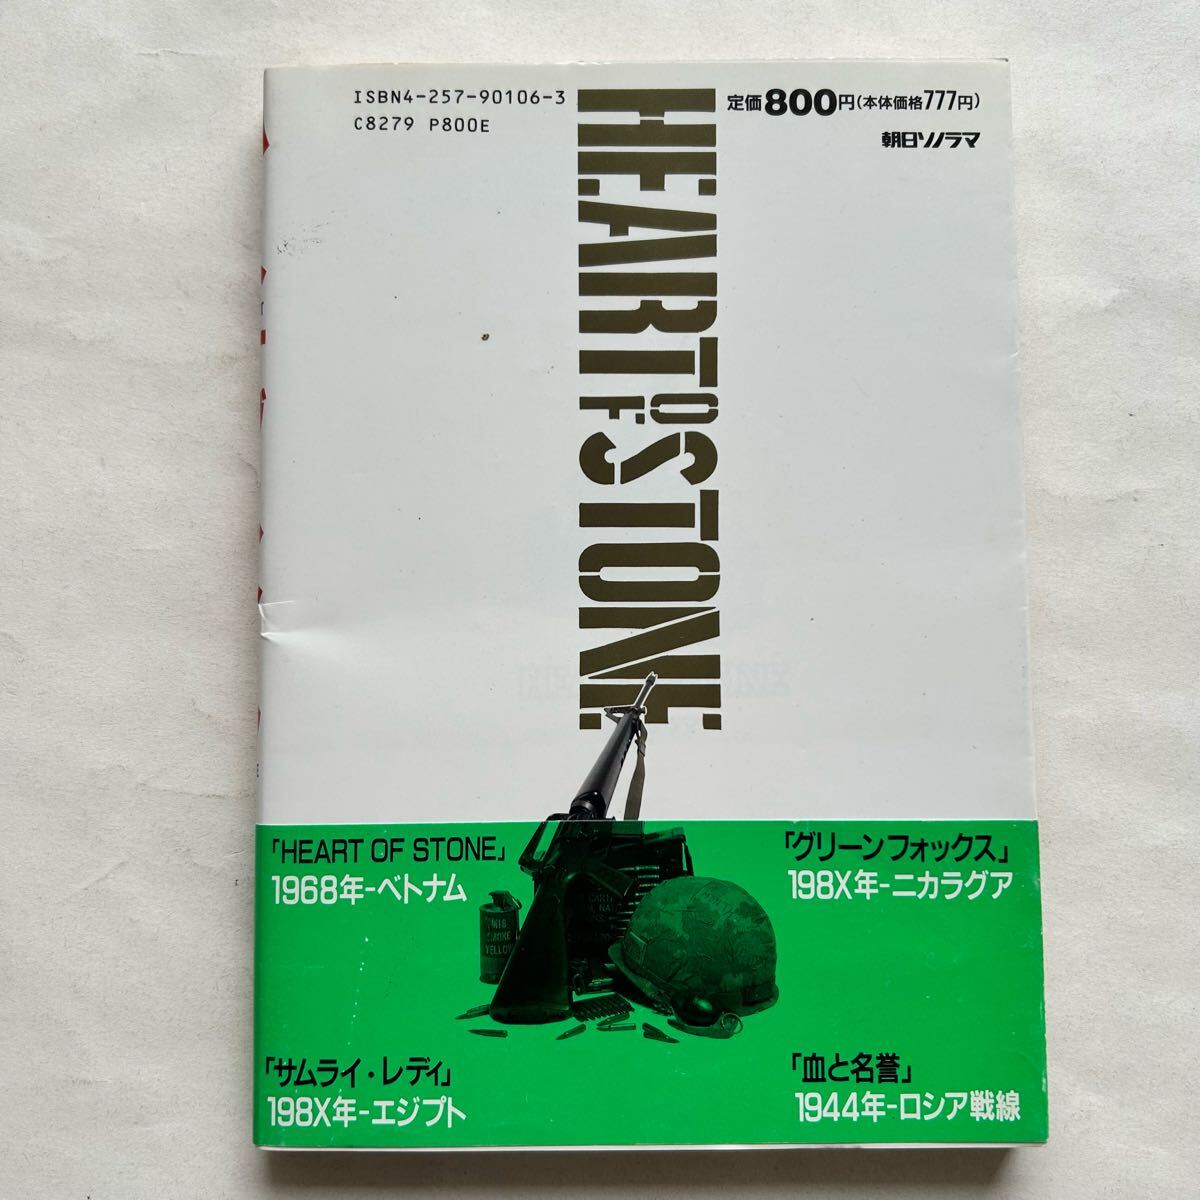 ISBN4-257-90106-3
C8279 P800E
定価800円(本体価格777円)
朝日ソノラマ
HEART OF STONE
「HEART OF STONE」
1968年-ベトナム
「グリーンフォックス」
198X年-ニカラグア
M18
SMOKE
YELLOW
「サムライ・レディ」
198X年-エジプト
「血と名誉」
1944年-ロシア戦線